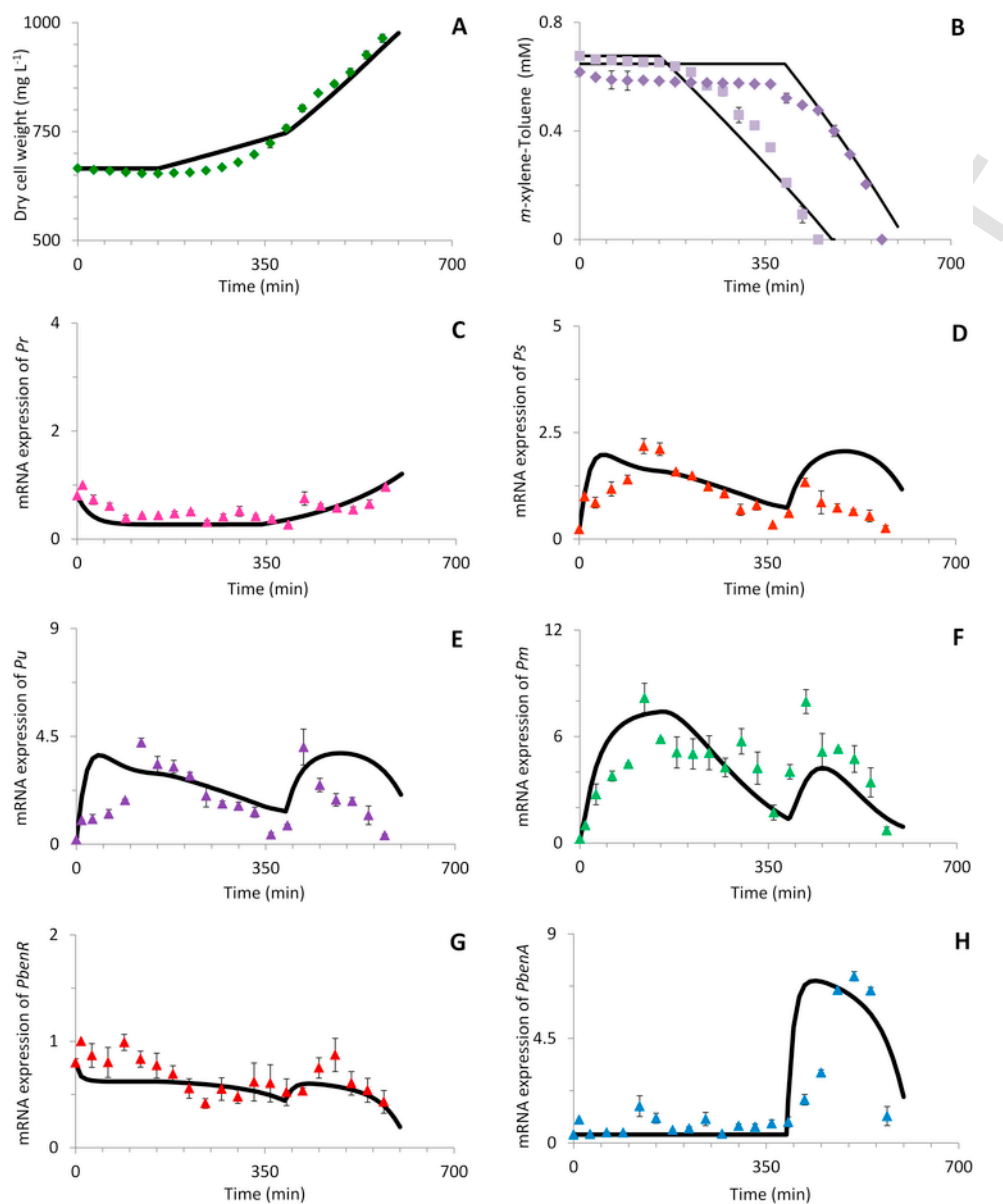 A
Dry cell weight (mg L⁻¹)
1000
750
500
0
350
700
Time (min)
B
m-xylene-Toluene (mM)
0.8
0.4
0
0
350
700
Time (min)
C
mRNA expression of Pr
4
2
0
0
350
700
Time (min)
D
mRNA expression of Ps
5
2.5
0
0
350
700
Time (min)
E
mRNA expression of Pu
9
4.5
0
0
350
700
Time (min)
F
mRNA expression of Pm
12
6
0
0
350
700
Time (min)
G
mRNA expression of PbenR
2
1
0
0
350
700
Time (min)
H
mRNA expression of PbenA
9
4.5
0
0
350
700
Time (min)